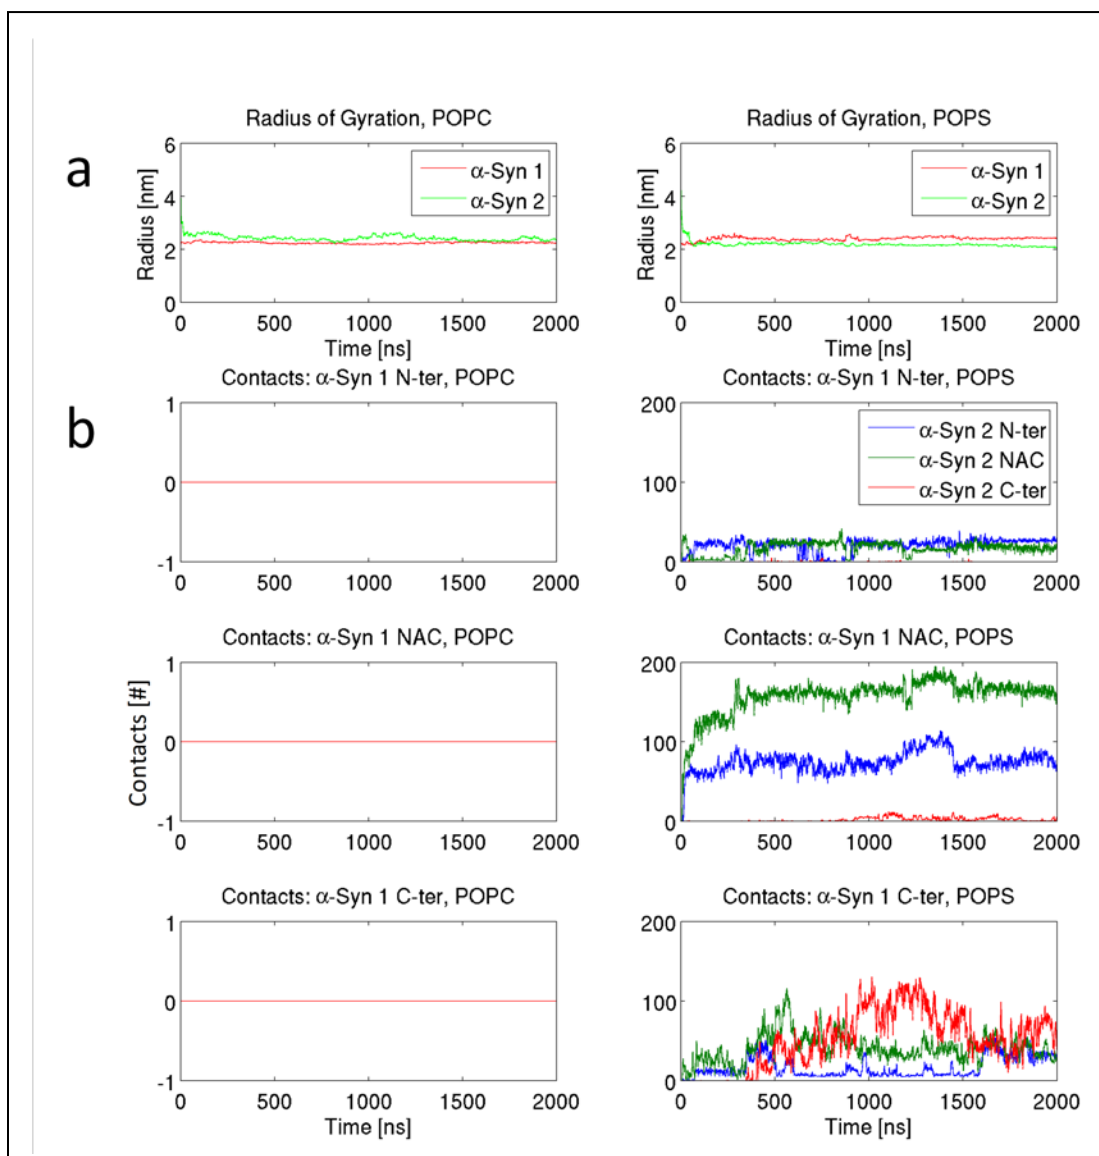 a
Radius of Gyration, POPC
Radius [nm]
6
4
2
0
α-Syn 1
α-Syn 2
0 500 1000 1500 2000
Time [ns]
Radius of Gyration, POPS
Radius [nm]
6
4
2
0
α-Syn 1
α-Syn 2
0 500 1000 1500 2000
Time [ns]
b
Contacts: α-Syn 1 N-ter, POPC
1
0
-1
0 500 1000 1500 2000
Contacts: α-Syn 1 N-ter, POPS
200
100
0
α-Syn 2 N-ter
α-Syn 2 NAC
α-Syn 2 C-ter
0 500 1000 1500 2000
Contacts: α-Syn 1 NAC, POPC
Contacts [#]
1
0
-1
0 500 1000 1500 2000
Contacts: α-Syn 1 NAC, POPS
200
100
0
0 500 1000 1500 2000
Contacts: α-Syn 1 C-ter, POPC
1
0
-1
0 500 1000 1500 2000
Time [ns]
Contacts: α-Syn 1 C-ter, POPS
200
100
0
0 500 1000 1500 2000
Time [ns]